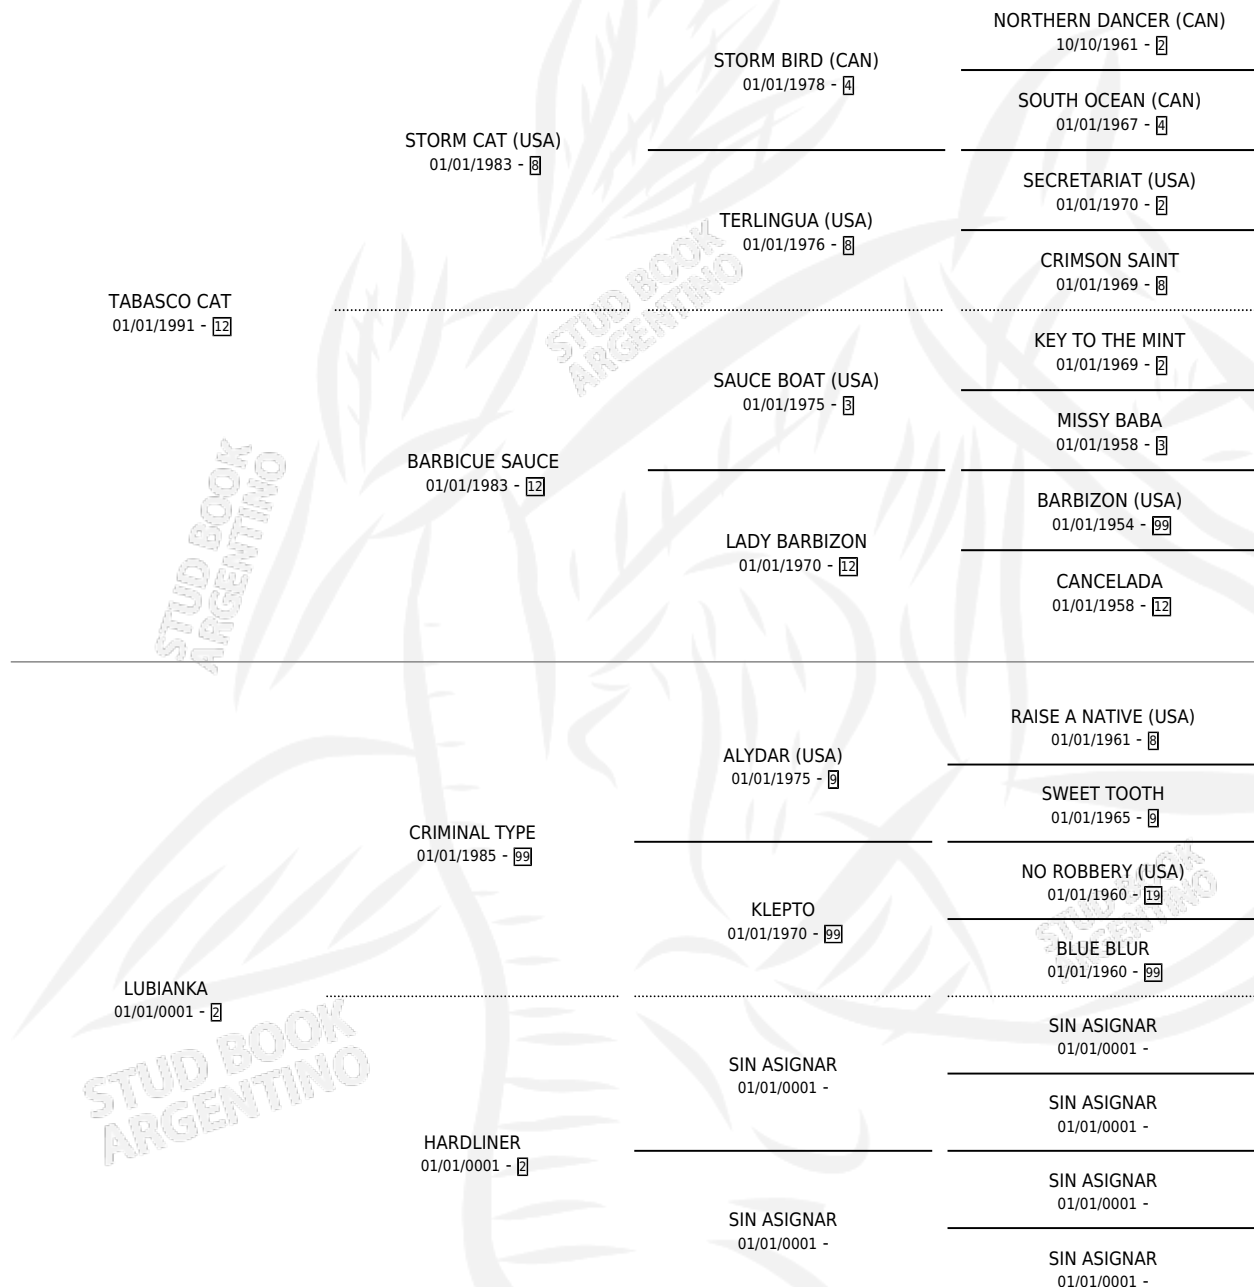 NORTHERN DANCER (CAN)
10/10/1961 - 2
STORM BIRD (CAN)
01/01/1978 - 4
SOUTH OCEAN (CAN)
01/01/1967 - 4
STORM CAT (USA)
01/01/1983 - 8
SECRETARIAT (USA)
01/01/1970 - 2
TERLINGUA (USA)
01/01/1976 - 8
CRIMSON SAINT
01/01/1969 - 8
TABASCO CAT
01/01/1991 - 12
KEY TO THE MINT
01/01/1969 - 2
SAUCE BOAT (USA)
01/01/1975 - 3
MISSY BABA
01/01/1958 - 3
BARBICUE SAUCE
01/01/1983 - 12
BARBIZON (USA)
01/01/1954 - 99
LADY BARBIZON
01/01/1970 - 12
CANCELADA
01/01/1958 - 12
RAISE A NATIVE (USA)
01/01/1961 - 8
ALYDAR (USA)
01/01/1975 - 9
SWEET TOOTH
01/01/1965 - 9
CRIMINAL TYPE
01/01/1985 - 99
NO ROBBERY (USA)
01/01/1960 - 19
KLEPTO
01/01/1970 - 99
BLUE BLUR
01/01/1960 - 99
LUBIANKA
01/01/0001 - 2
SIN ASIGNAR
01/01/0001 -
SIN ASIGNAR
01/01/0001 -
SIN ASIGNAR
01/01/0001 -
HARDLINER
01/01/0001 - 2
SIN ASIGNAR
01/01/0001 -
SIN ASIGNAR
01/01/0001 -
SIN ASIGNAR
01/01/0001 -
STUD BOOK
ARGENTINO
STUD BOOK
ARGENTINO
STUD BOOK
ARGENTINO
STUD BOOK
ARGENTINO